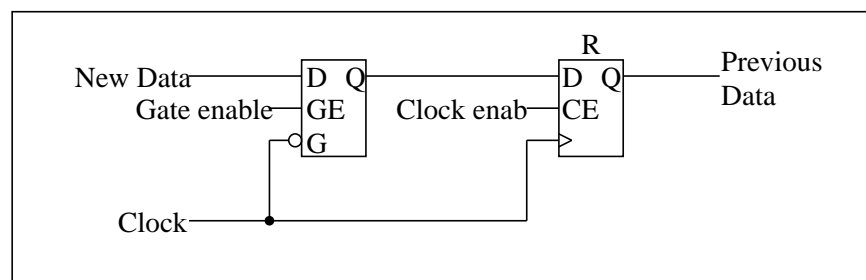 R
New Data
D Q
D Q
Previous
Data
Gate enable
GE
Clock enab
CE
G
Clock